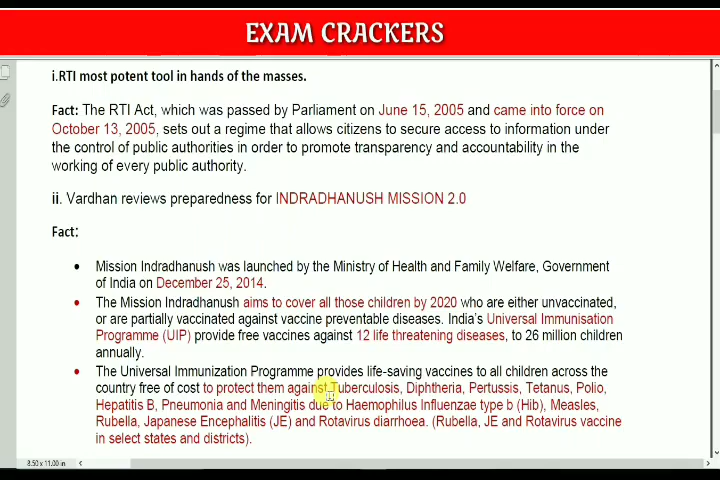 EXAM CRACKERS
i.RTI most potent tool in hands of the masses.
Fact: The RTI Act, which was passed by Parliament on June 15, 2005 and came into force on
October 13, 2005, sets out a regime that allows citizens to secure access to information under
the control of public authorities in order to promote transparency and accountability in the
working of every public authority.
ii. Vardhan reviews preparedness for INDRADHANUSH MISSION 2.0
Fact:
• Mission Indradhanush was launched by the Ministry of Health and Family Welfare, Government
of India on December 25, 2014.
• The Mission Indradhanush aims to cover all those children by 2020 who are either unvaccinated,
or are partially vaccinated against vaccine preventable diseases. India's Universal Immunisation
Programme (UIP) provide free vaccines against 12 life threatening diseases, to 26 million children
annually.
• The Universal Immunization Programme provides life-saving vaccines to all children across the
country free of cost to protect them against Tuberculosis, Diphtheria, Pertussis, Tetanus, Polio,
Hepatitis B, Pneumonia and Meningitis due to Haemophilus Influenzae type b (Hib), Measles,
Rubella, Japanese Encephalitis (JE) and Rotavirus diarrhoea. (Rubella, JE and Rotavirus vaccine
in select states and districts).
8.50 x 11.00 in